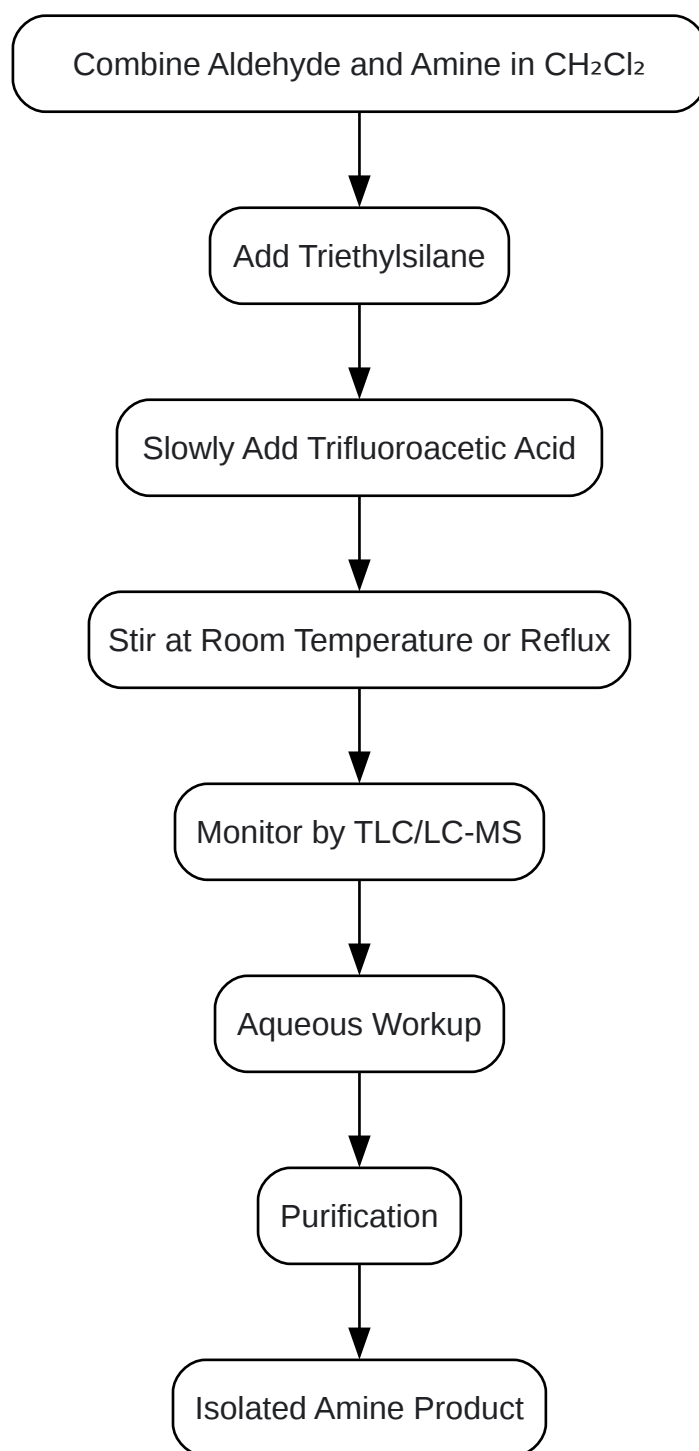 Combine Aldehyde and Amine in CH₂Cl₂
Add Triethylsilane
Slowly Add Trifluoroacetic Acid
Stir at Room Temperature or Reflux
Monitor by TLC/LC-MS
Aqueous Workup
Purification
Isolated Amine Product